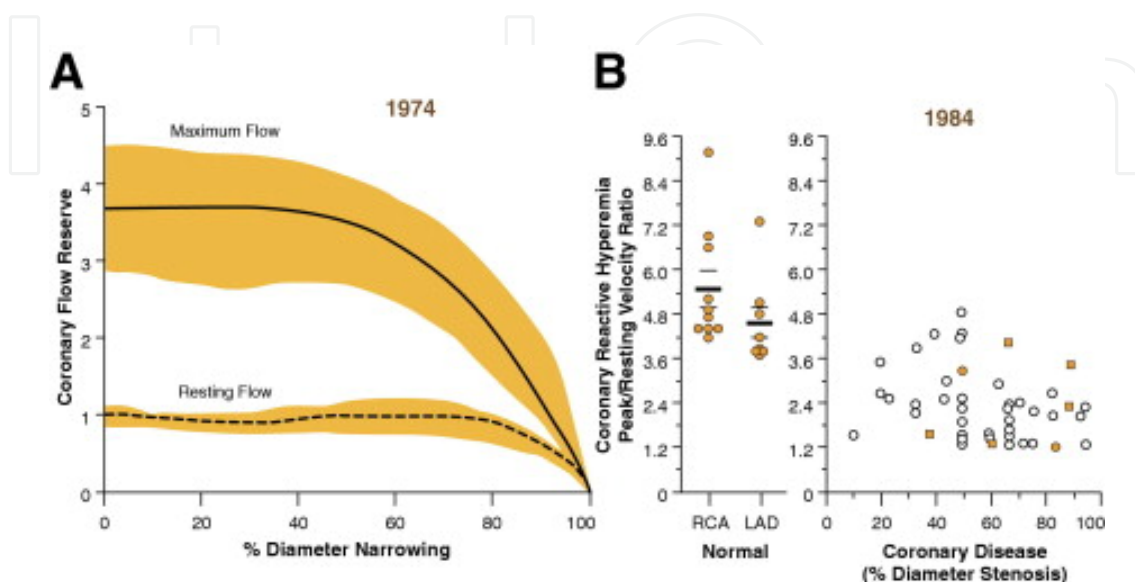 A
1974
5
Maximum Flow
4
3
2
Resting Flow
1
0
Coronary Flow Reserve
0 20 40 60 80 100
% Diameter Narrowing
B
1984
Coronary Reactive Hyperemia
Peak/Resting Velocity Ratio
9.6
8.4
7.2
6.0
4.8
3.6
2.4
1.2
0
RCA LAD
Normal
9.6
8.4
7.2
6.0
4.8
3.6
2.4
1.2
0
0 20 40 60 80 100
Coronary Disease
(% Diameter Stenosis)